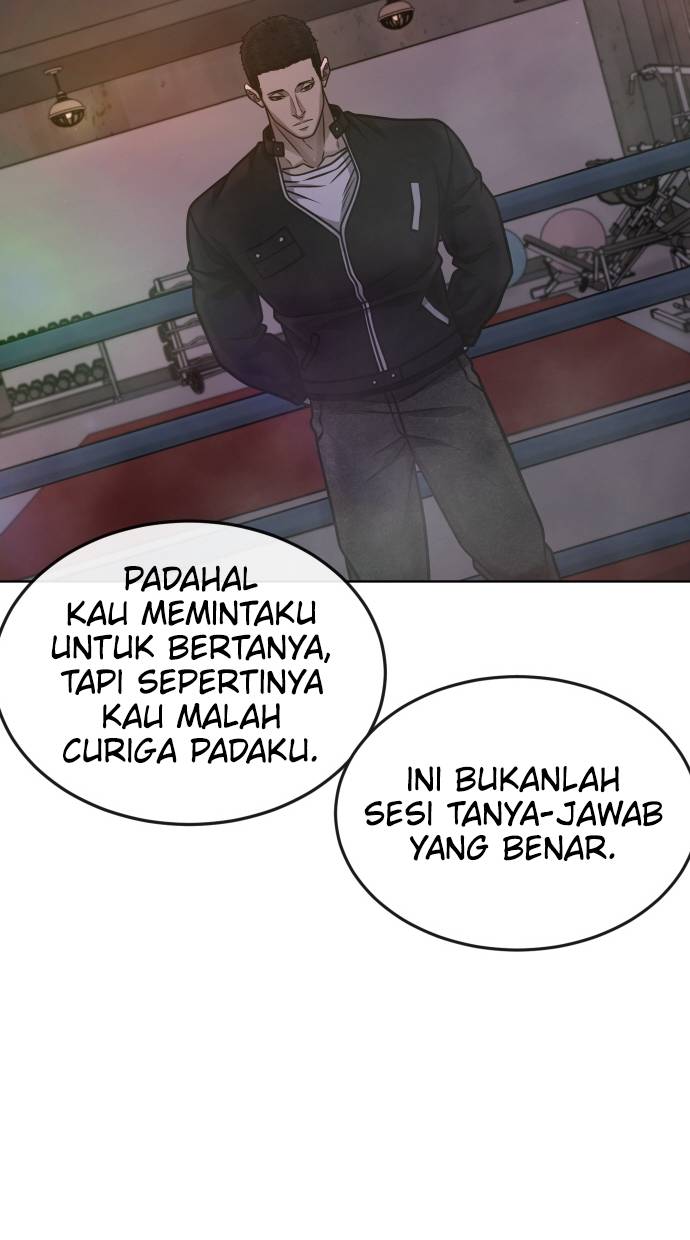 PADAHAL
KAU MEMINTAKU
UNTUK BERTANYA,
TAPI SEPERTINYA
KAU MALAH
CURIGA PADAKU.
INI BUKANLAH
SESI TANYA-JAWAB
YANG BENAR.